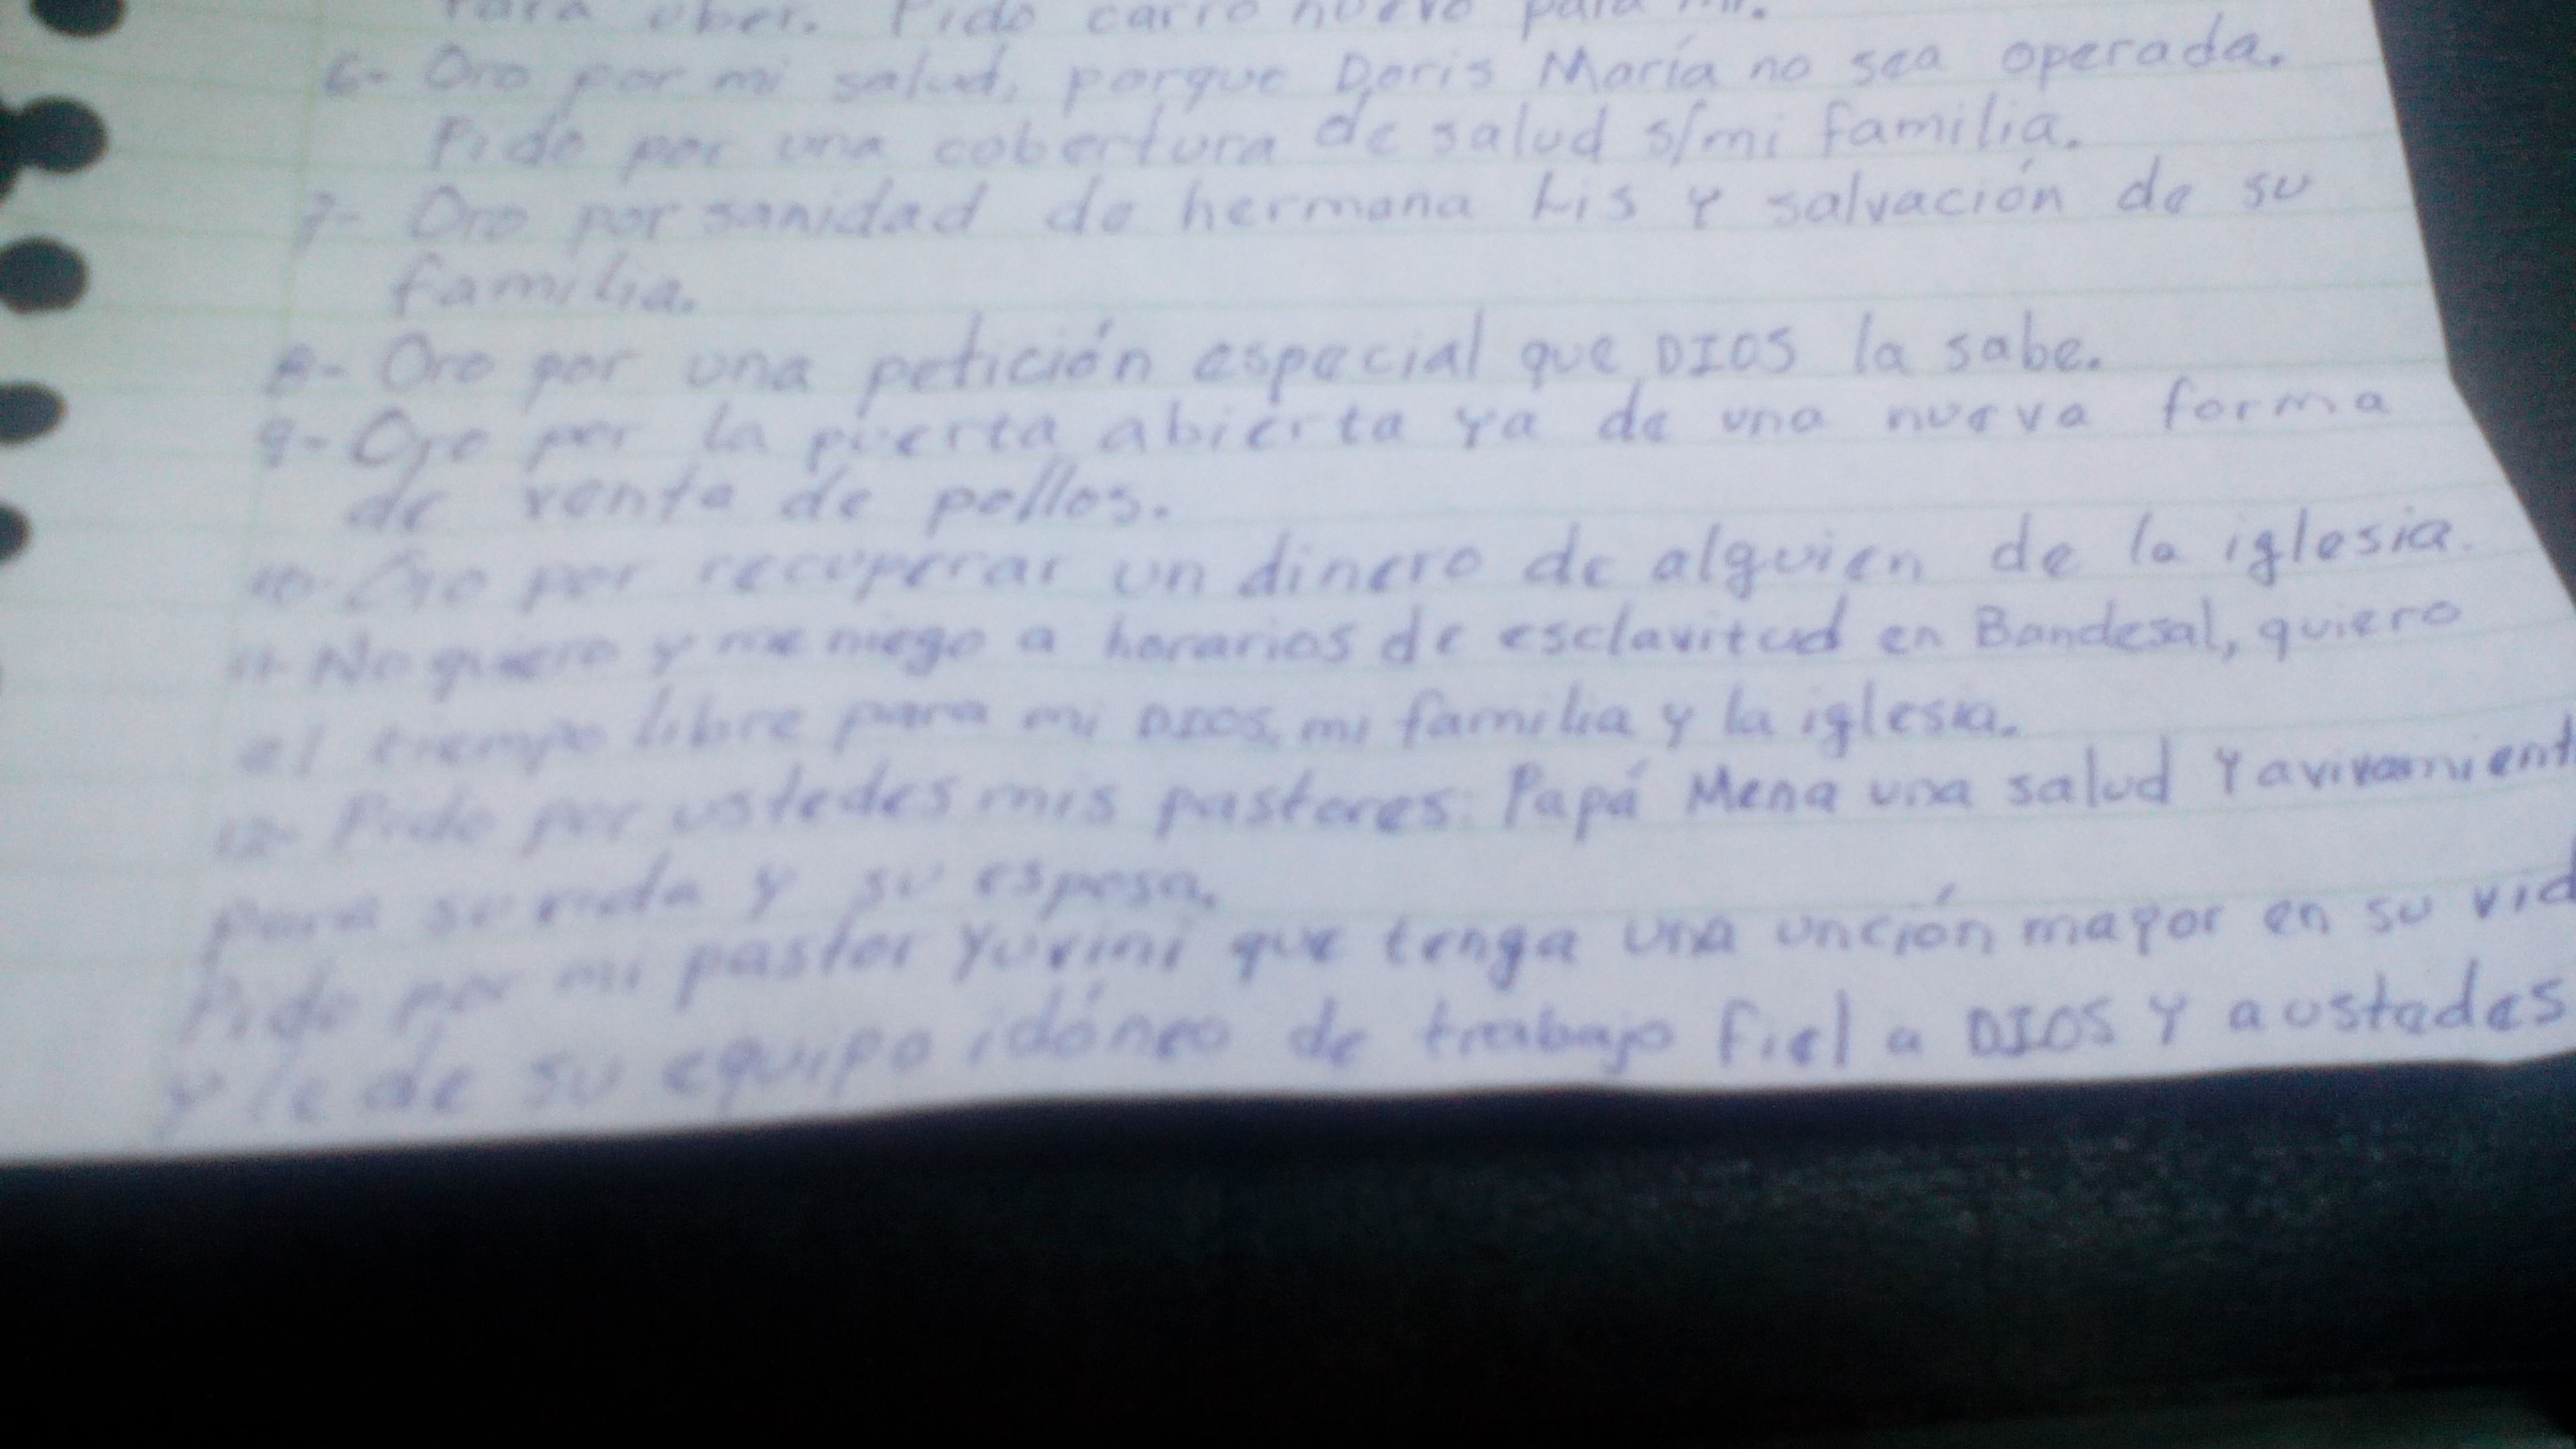 Para uber. Pido carro nuevo para mi.
6- Oro por mi salud, porque Doris María no sea operada.
Pido por una cobertura de salud s/mi familia.
7- Oro por sanidad de hermana Lis y salvación de su
familia.
8- Oro por una petición especial que DIOS la sabe.
9- Oro por la puerta abierta ya de una nueva forma
de venta de pollos.
10- Oro por recuperar un dinero de alguien de la iglesia.
11- No quiero y me niego a horarios de esclavitud en Bandesal, quiero
el tiempo libre para mi DIOS, mi familia y la iglesia.
12- Pido por ustedes mis pastores: Papá Mena una salud y avivamient
para su vida y su esposa.
Pido por mi pastor Yurini que tenga una unción mayor en su vid
y le de su equipo idóneo de trabajo fiel a DIOS y a ustedes